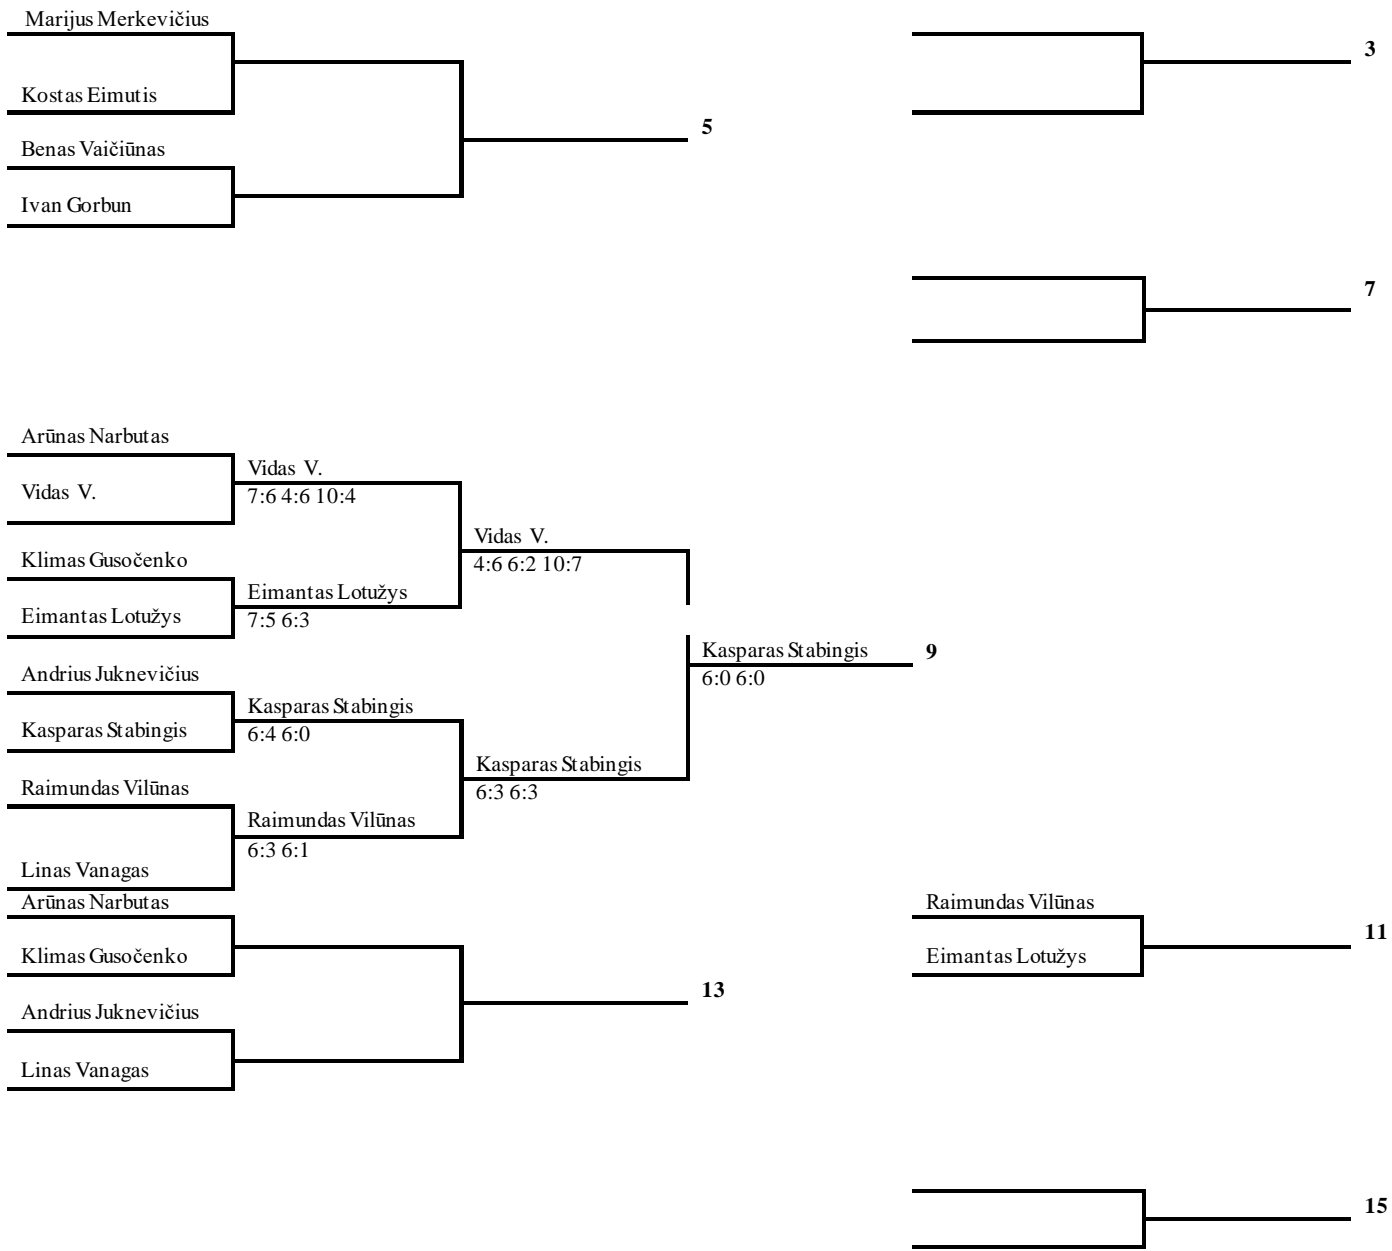 Marijus Merkevičius
3
Kostas Eimutis
5
Benas Vaičiūnas
Ivan Gorbun
7
Arūnas Narbutas
Vidas V.
Vidas V.
7:6 4:6 10:4
Vidas V.
4:6 6:2 10:7
Klimas Gusočenko
Eimantas Lotužys
Eimantas Lotužys
7:5 6:3
Kasparas Stabingis
9
6:0 6:0
Andrius Juknevičius
Kasparas Stabingis
Kasparas Stabingis
6:4 6:0
Kasparas Stabingis
6:3 6:3
Raimundas Vilūnas
Raimundas Vilūnas
6:3 6:1
Linas Vanagas
Arūnas Narbutas
Raimundas Vilūnas
11
Klimas Gusočenko
Eimantas Lotužys
13
Andrius Juknevičius
Linas Vanagas
15